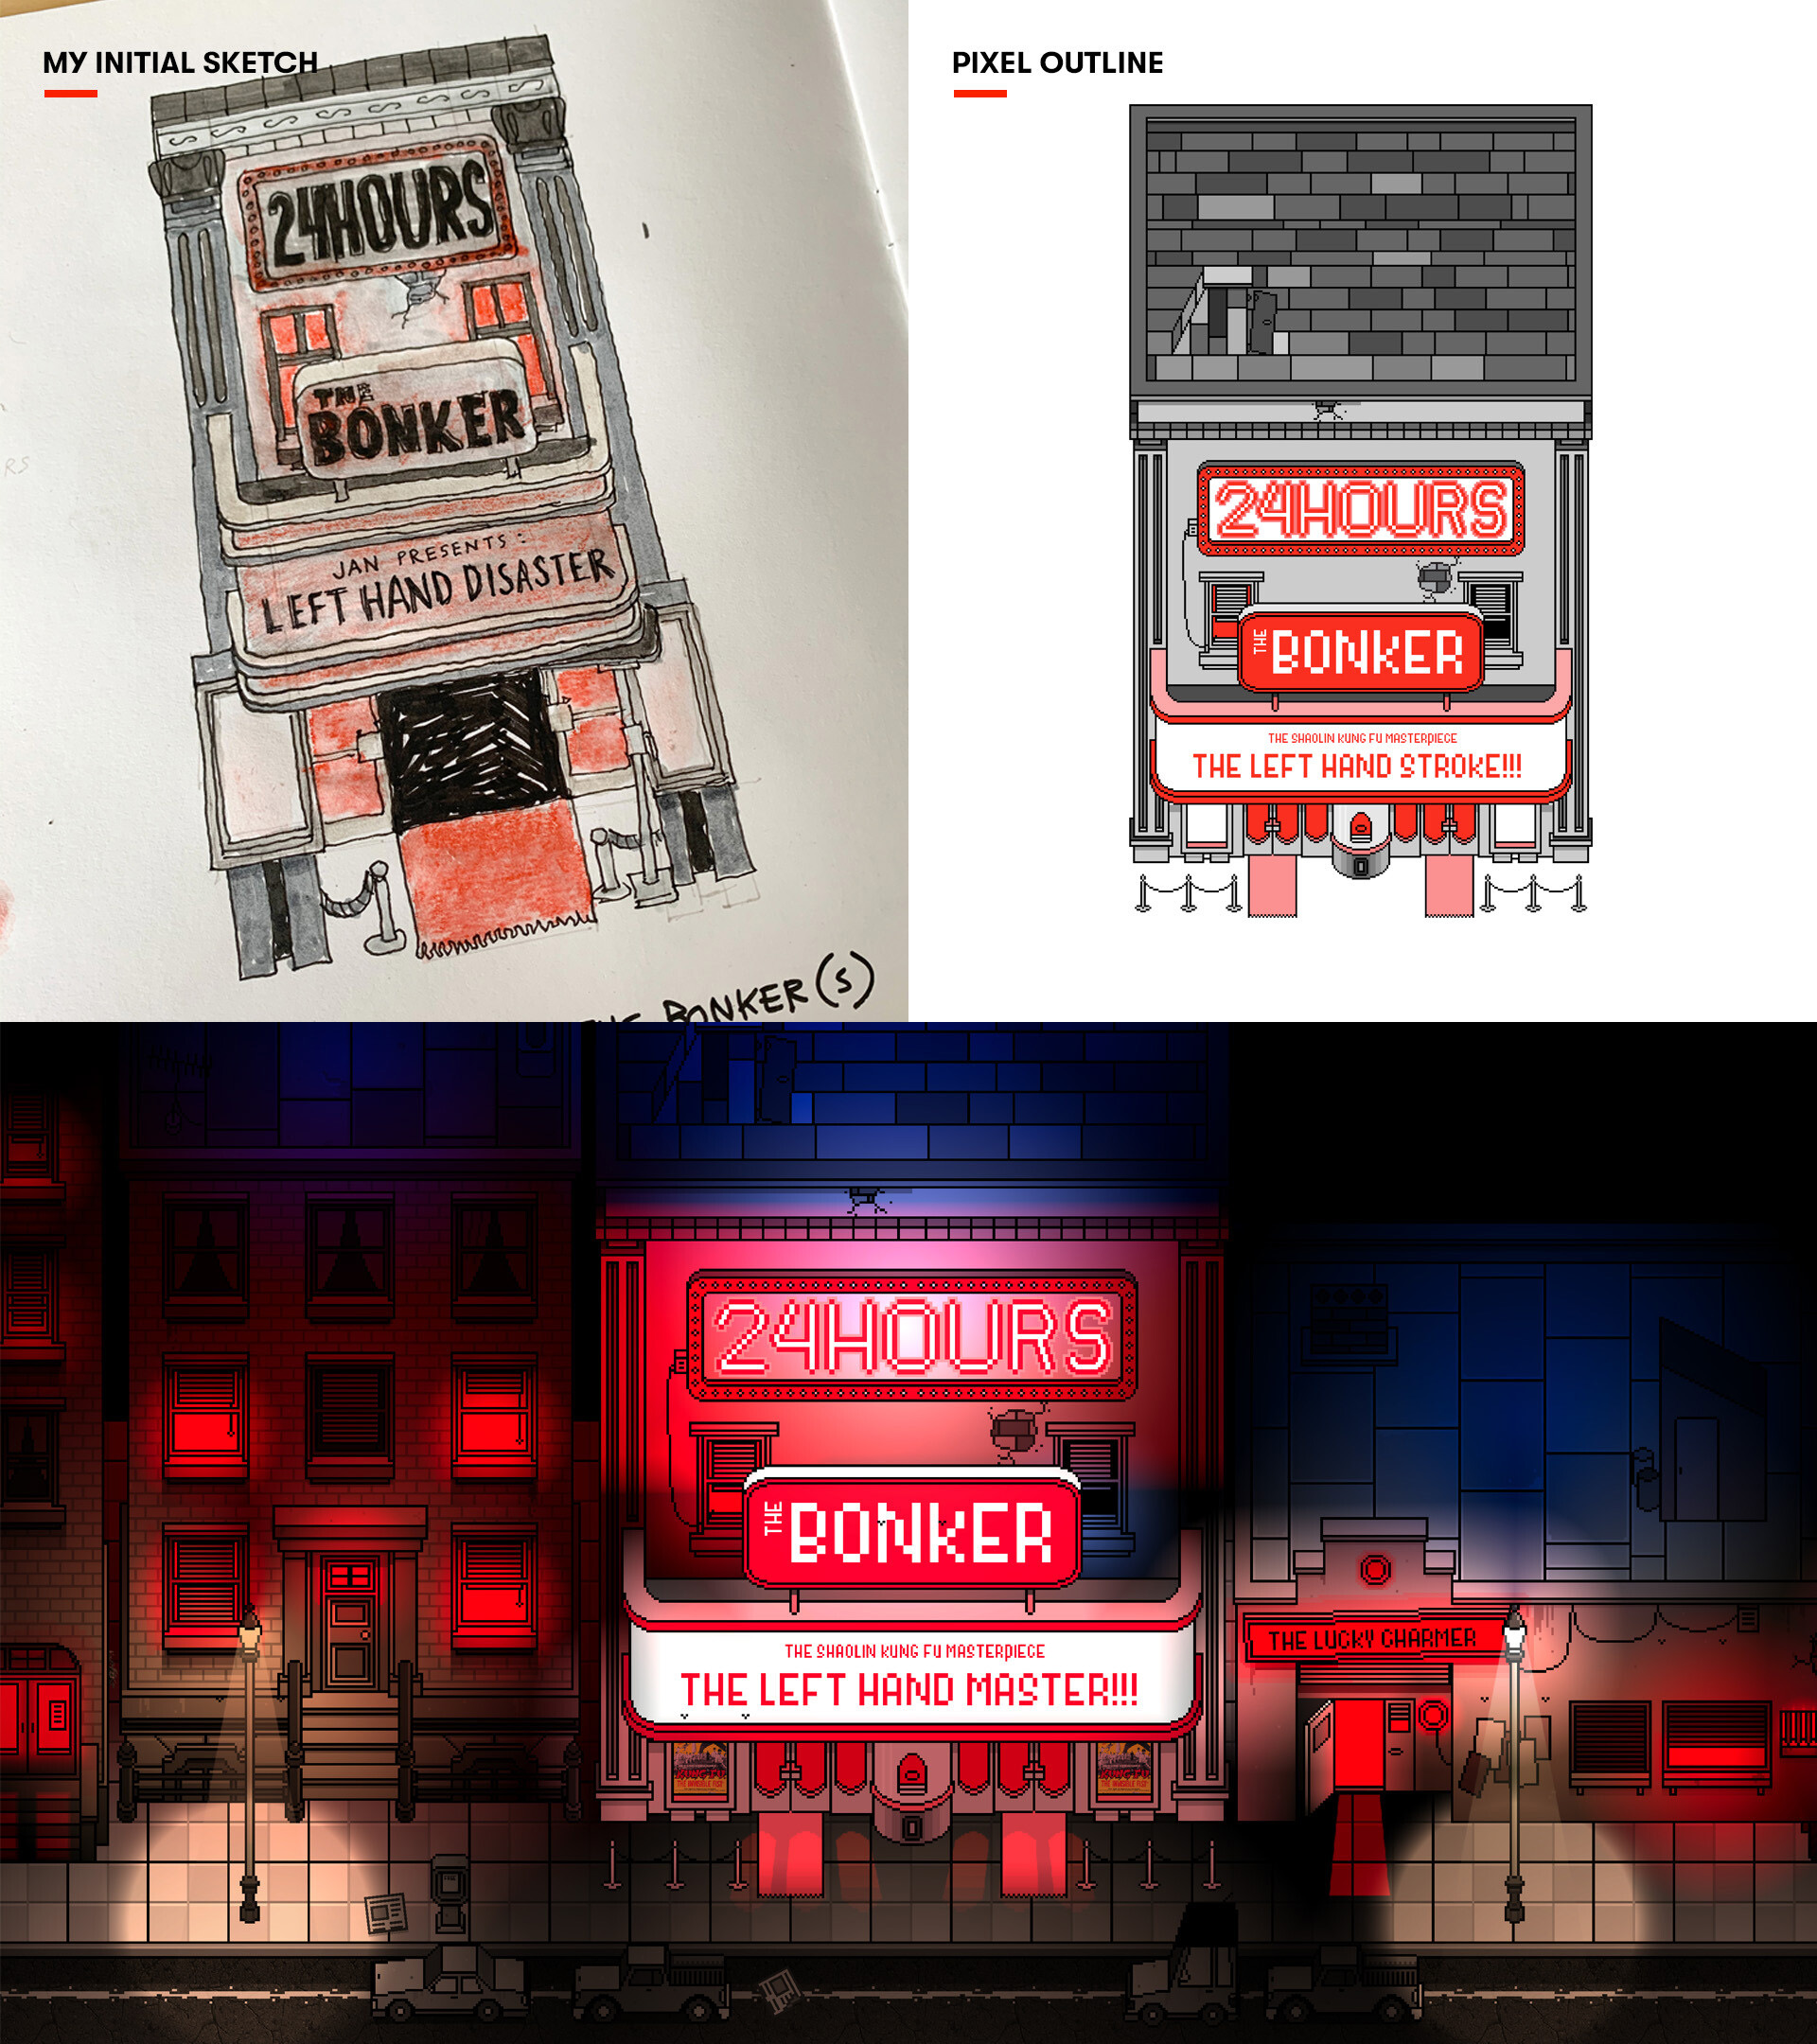 MY INITIAL SKETCH
24HOURS
THE
BONKER
JAN PRESENTS:
LEFT HAND DISASTER
BONKER(S)
PIXEL OUTLINE
24HOURS
THE BONKER
THE SHAOLIN KUNG FU MASTERPIECE
THE LEFT HAND STROKE!!!
24HOURS
THE BONKER
THE SHAOLIN KUNG FU MASTERPIECE
THE LEFT HAND MASTER!!!
THE LUCKY CHARMER